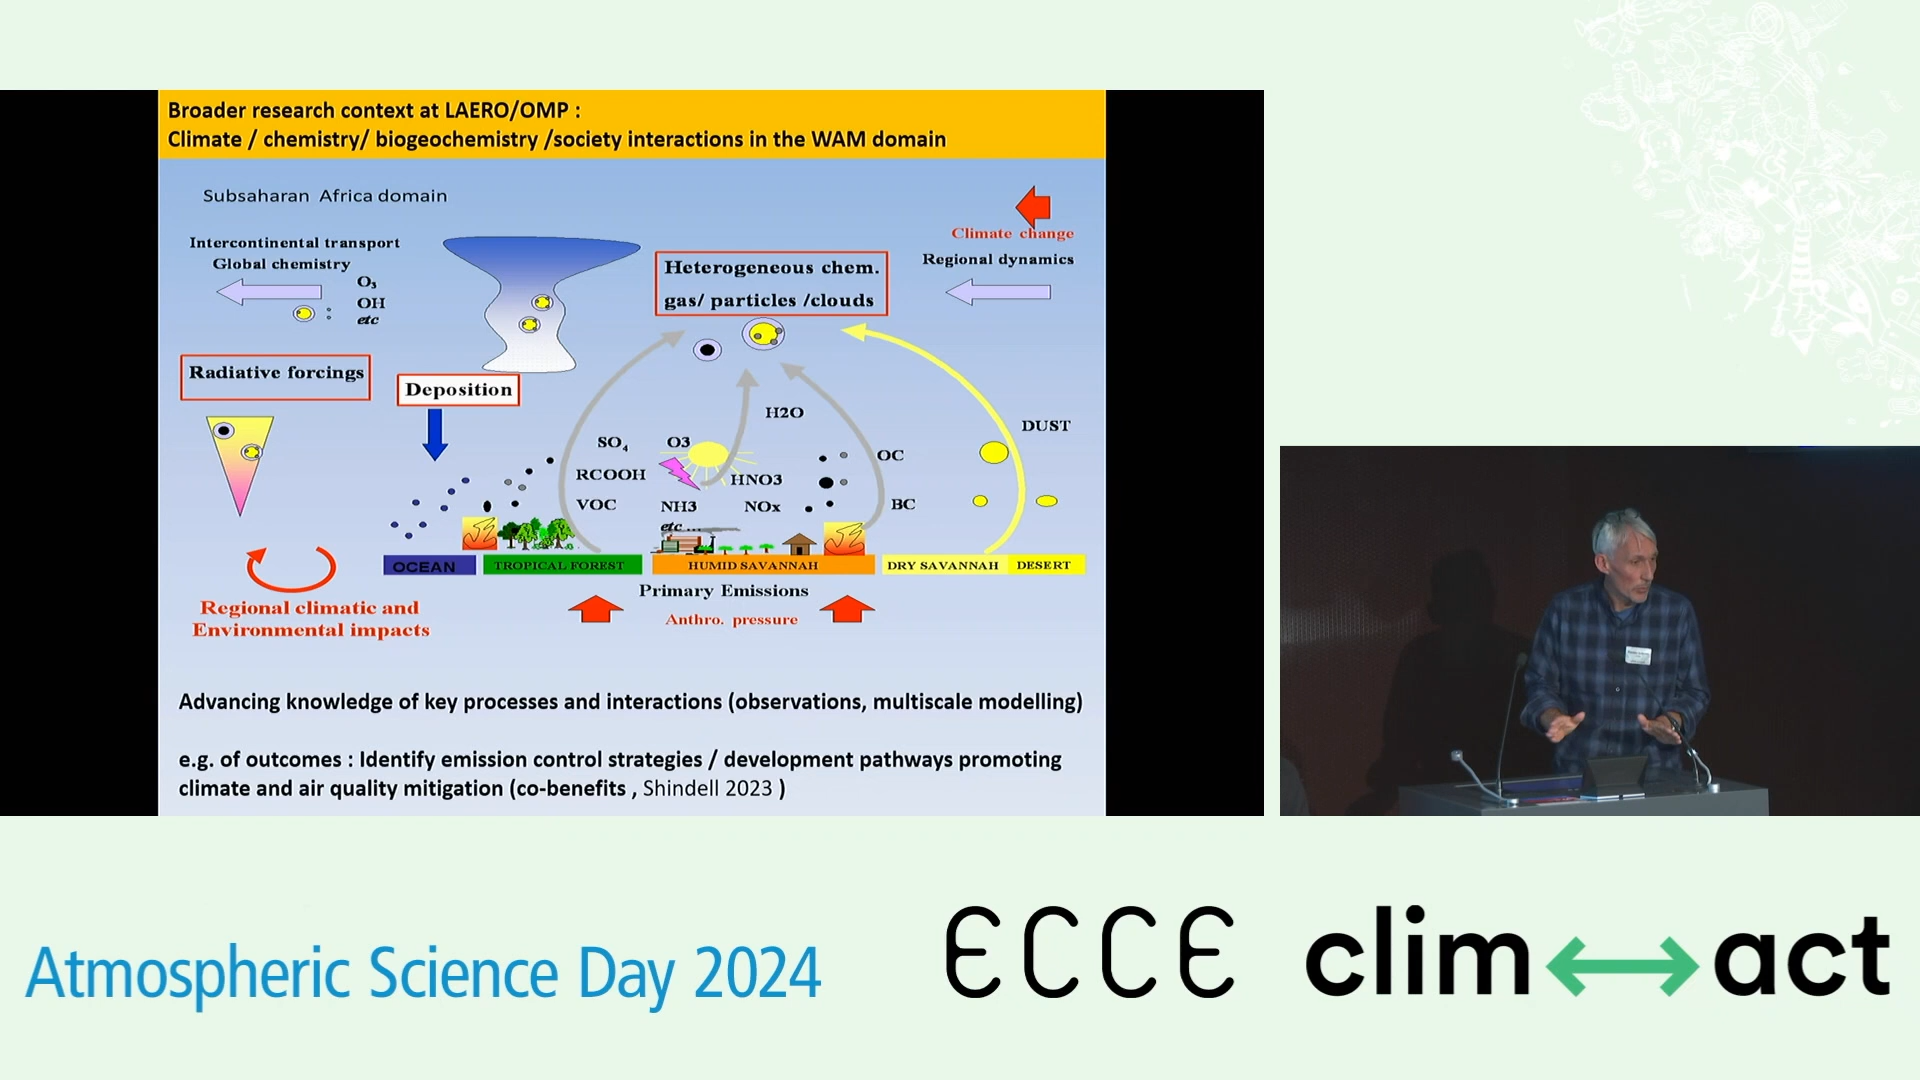 Broader research context at LAERO/OMP :
Climate / chemistry/ biogeochemistry /society interactions in the WAM domain
Subsaharan Africa domain
Climate change
Intercontinental transport
Global chemistry
O3
OH
etc
Heterogeneous chem.
gas/ particles /clouds
Regional dynamics
Radiative forcings
Deposition
H2O
DUST
SO4
O3
OC
RCOOH
HNO3
VOC
NH3
NOx
BC
etc ...
OCEAN
TROPICAL FOREST
HUMID SAVANNAH
DRY SAVANNAH
DESERT
Primary Emissions
Anthro. pressure
Regional climatic and
Environmental impacts
Advancing knowledge of key processes and interactions (observations, multiscale modelling)
e.g. of outcomes : Identify emission control strategies / development pathways promoting
climate and air quality mitigation (co-benefits , Shindell 2023 )
Atmospheric Science Day 2024
ECCE
clim act